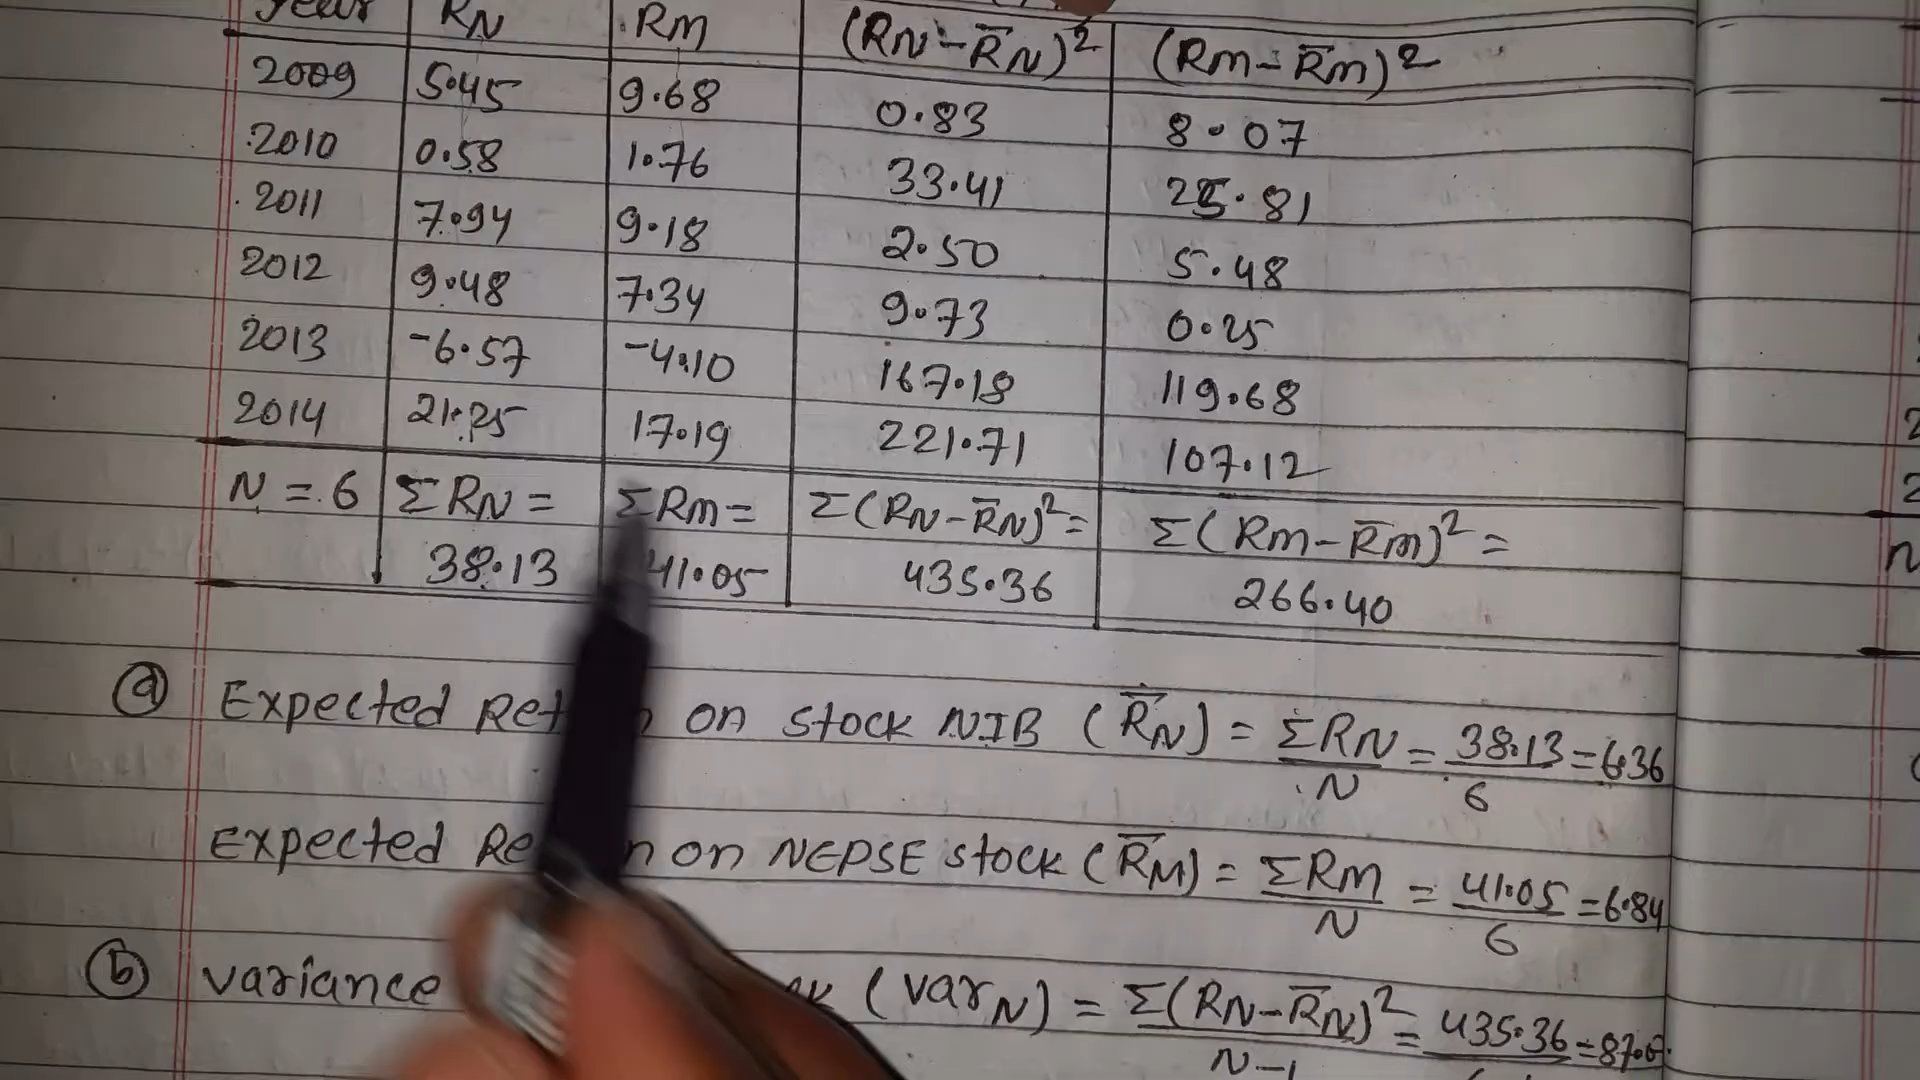 Year RN RM (RN-R̅N)² (Rm-R̅m)²
2009 5.45 9.68 0.83 8.07
2010 0.58 1.76 33.41 25.81
2011 7.94 9.18 2.50 5.48
2012 9.48 7.34 9.73 0.25
2013 -6.57 -4.10 167.18 119.68
2014 21.25 17.19 221.71 107.12
N = 6 ΣRN = ΣRm = Σ(RN-R̅N)² = Σ(Rm-R̅m)² =
38.13 41.05 435.36 266.40
(a) Expected Ret on stock NIB (R̅N) = ΣRN/N = 38.13/6 = 6.36
Expected Re n on NEPSE stock (R̅M) = ΣRM/N = 41.05/6 = 6.84
(b) variance (varN) = Σ(RN-R̅N)²/N-1 = 435.36